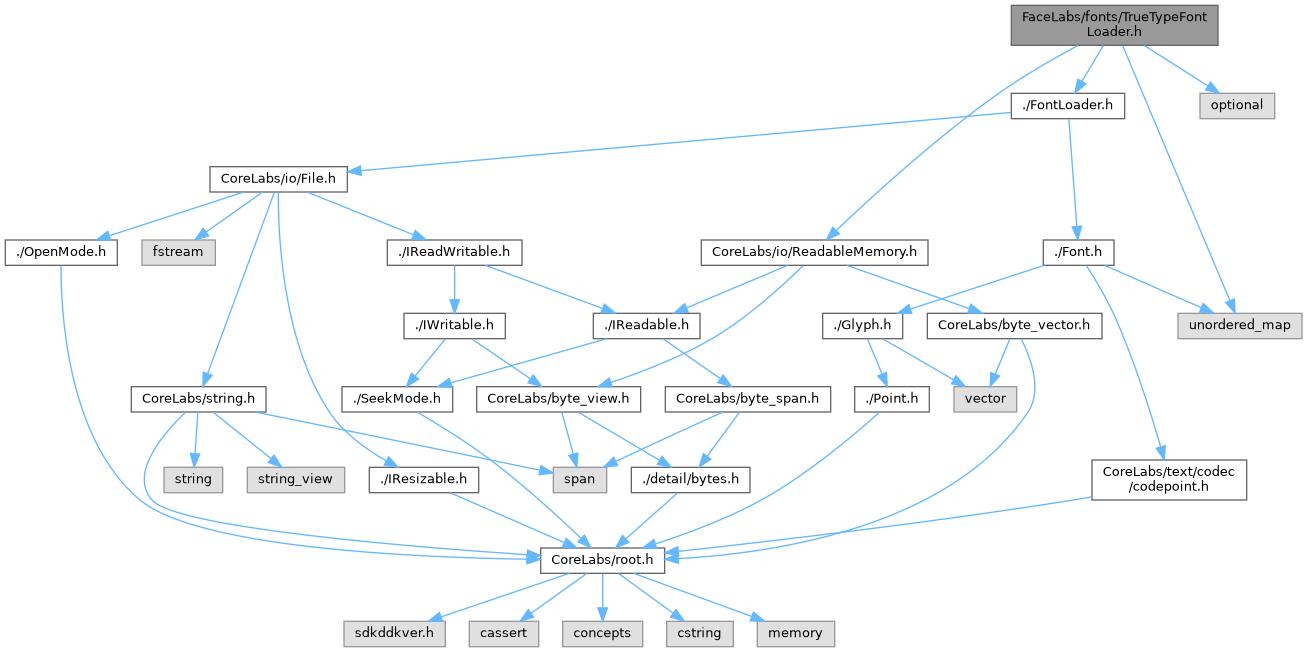 FaceLabs/fonts/TrueTypeFont
Loader.h
./FontLoader.h
optional
CoreLabs/io/File.h
./OpenMode.h
fstream
./IReadWritable.h
CoreLabs/io/ReadableMemory.h
./Font.h
./IWritable.h
./IReadable.h
./Glyph.h
CoreLabs/byte_vector.h
unordered_map
CoreLabs/string.h
./SeekMode.h
CoreLabs/byte_view.h
CoreLabs/byte_span.h
./Point.h
vector
string
string_view
./IResizable.h
span
./detail/bytes.h
CoreLabs/text/codec
/codepoint.h
CoreLabs/root.h
sdkddkver.h
cassert
concepts
cstring
memory